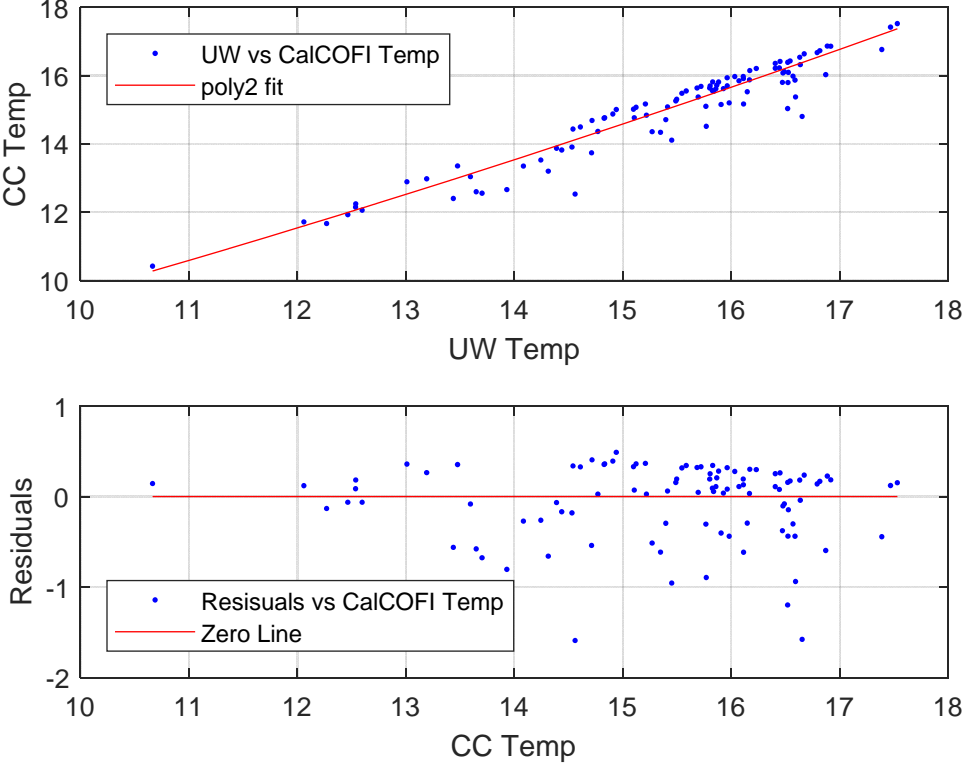 18
16
14
12
10
CC Temp
UW vs CalCOFI Temp
poly2 fit
10 11 12 13 14 15 16 17 18
UW Temp
1
0
-1
-2
Residuals
Resisuals vs CalCOFI Temp
Zero Line
10 11 12 13 14 15 16 17 18
CC Temp